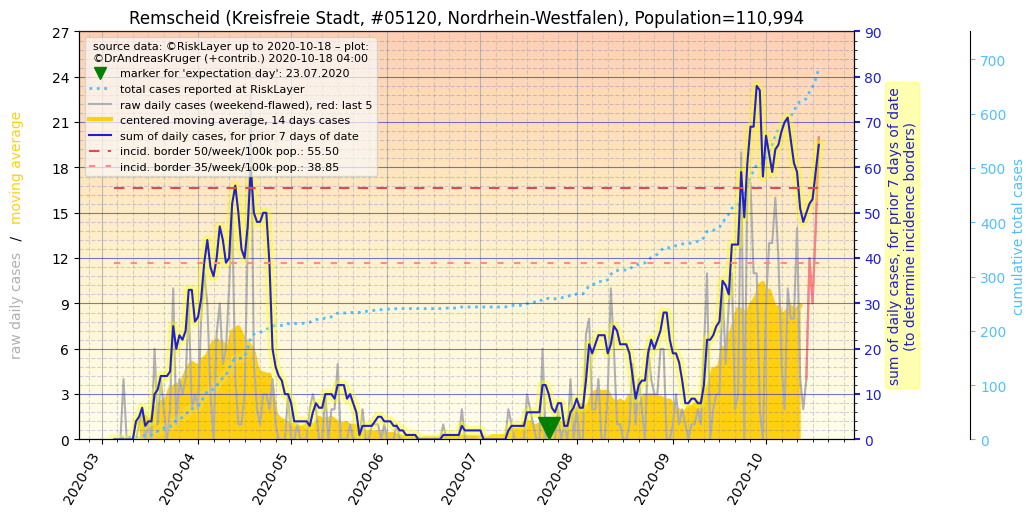 Remscheid (Kreisfreie Stadt, #05120, Nordrhein-Westfalen), Population=110,994
source data: ©RiskLayer up to 2020-10-18 – plot:
©DrAndreasKruger (+contrib.) 2020-10-18 04:00
marker for 'expectation day': 23.07.2020
total cases reported at RiskLayer
raw daily cases (weekend-flawed), red: last 5
centered moving average, 14 days cases
sum of daily cases, for prior 7 days of date
incid. border 50/week/100k pop.: 55.50
incid. border 35/week/100k pop.: 38.85
raw daily cases / moving average
27
24
21
18
15
12
9
6
3
0
90
80
70
60
50
40
30
20
10
0
sum of daily cases, for prior 7 days of date
(to determine incidence borders)
700
600
500
400
300
200
100
0
cumulative total cases
2020-03
2020-04
2020-05
2020-06
2020-07
2020-08
2020-09
2020-10